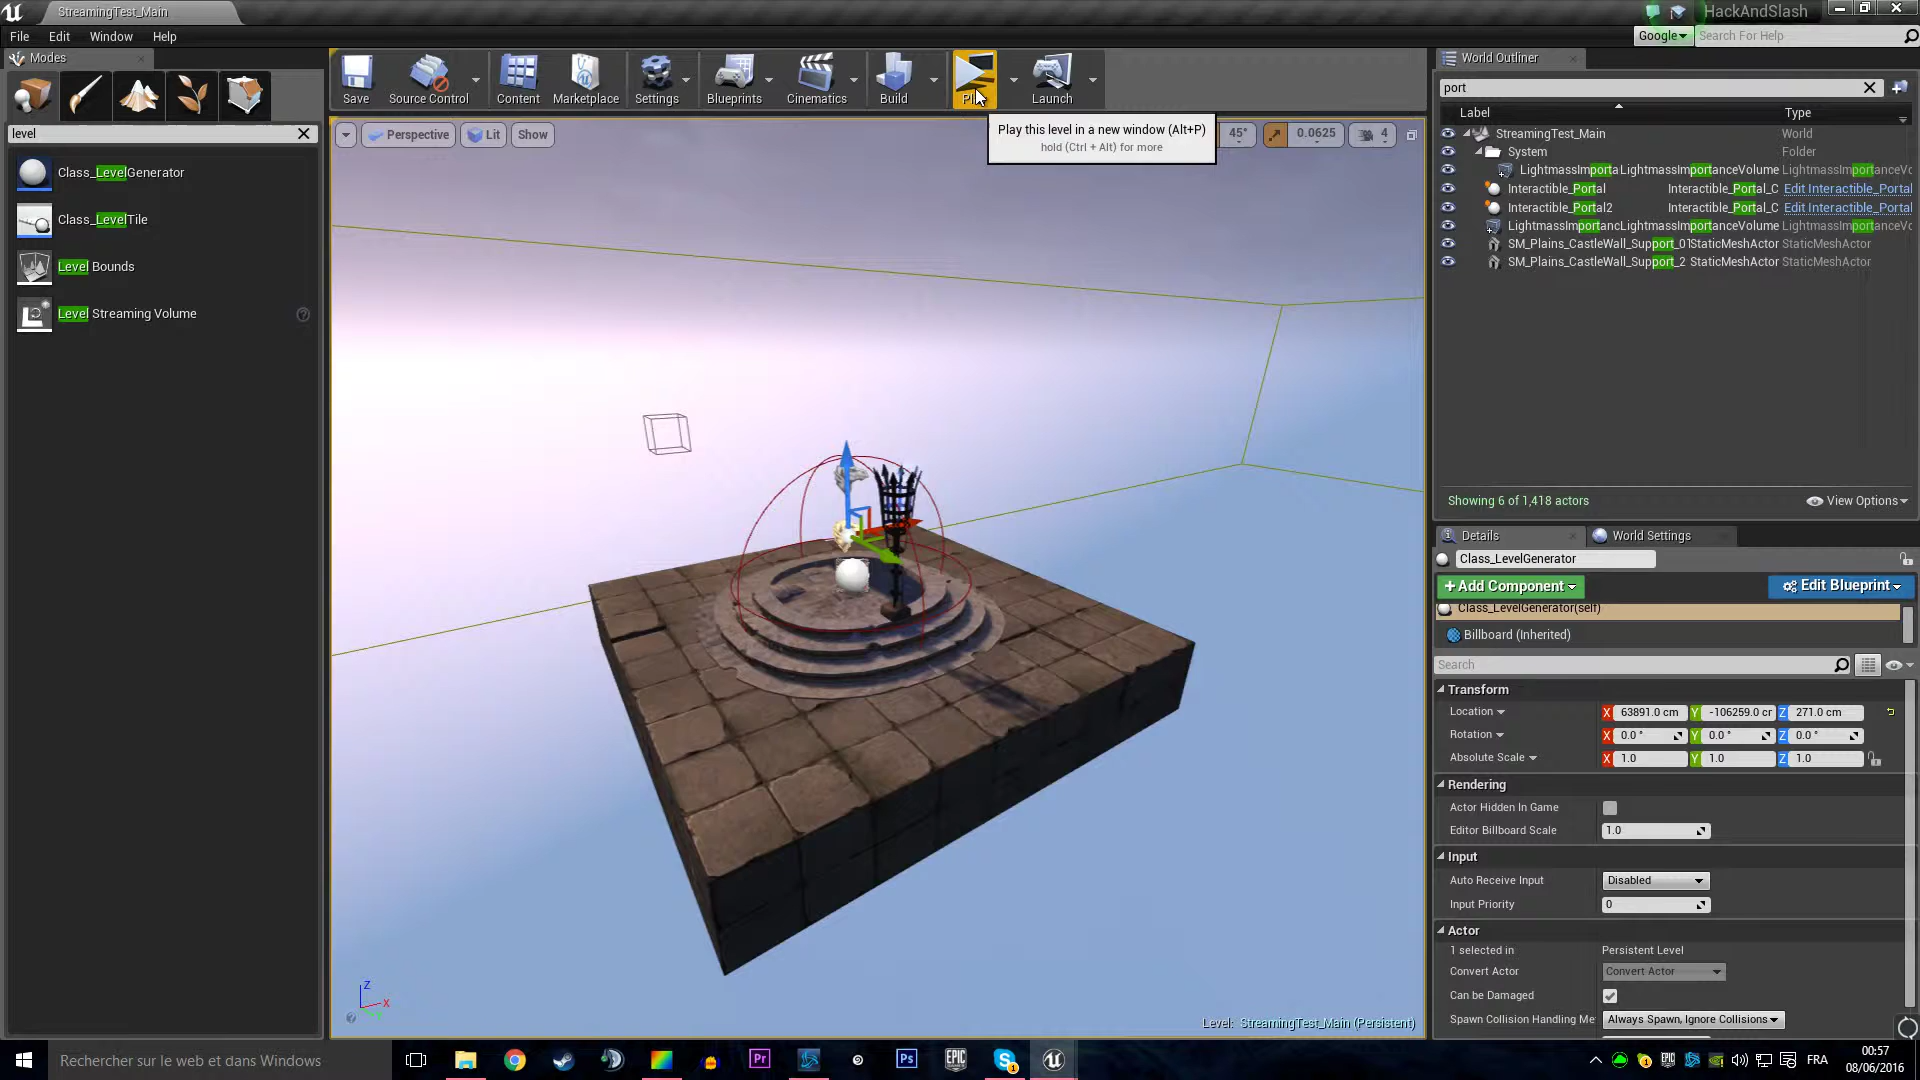 StreamingTest_Main
HackAndSlash
File Edit Window Help
Google
Search For Help
Modes
level
Class_LevelGenerator
Class_LevelTile
Level Bounds
Level Streaming Volume
Save
Source Control
Content
Marketplace
Settings
Blueprints
Cinematics
Build
Launch
Perspective
Lit
Show
45°
0.0625
4
Play this level in a new window (Alt+P)
hold (Ctrl + Alt) for more
Level: StreamingTest_Main (Persistent)
Z
X
World Outliner
port
Label Type
StreamingTest_Main World
System Folder
LightmassImportaLightmassImportanceVolume LightmassImportanceVo
Interactible_Portal Interactible_Portal_C Edit Interactible_Portal
Interactible_Portal2 Interactible_Portal_C Edit Interactible_Portal
LightmassImportancLightmassImportanceVolume LightmassImportanceVo
SM_Plains_CastleWall_Support_01StaticMeshActor StaticMeshActor
SM_Plains_CastleWall_Support_2 StaticMeshActor StaticMeshActor
Showing 6 of 1,418 actors
View Options
Details
World Settings
Class_LevelGenerator
+Add Component
Edit Blueprint
Class_LevelGenerator(self)
Billboard (Inherited)
Search
Transform
Location X 63891.0 cm Y -106259.0 cr Z 271.0 cm
Rotation X 0.0 ° Y 0.0 ° Z 0.0 °
Absolute Scale X 1.0 Y 1.0 Z 1.0
Rendering
Actor Hidden In Game
Editor Billboard Scale 1.0
Input
Auto Receive Input Disabled
Input Priority 0
Actor
1 selected in Persistent Level
Convert Actor Convert Actor
Can be Damaged
Spawn Collision Handling Me Always Spawn, Ignore Collisions
Rechercher sur le web et dans Windows
Pr
Ps
EPIC GAMES
FRA
00:57
08/06/2016